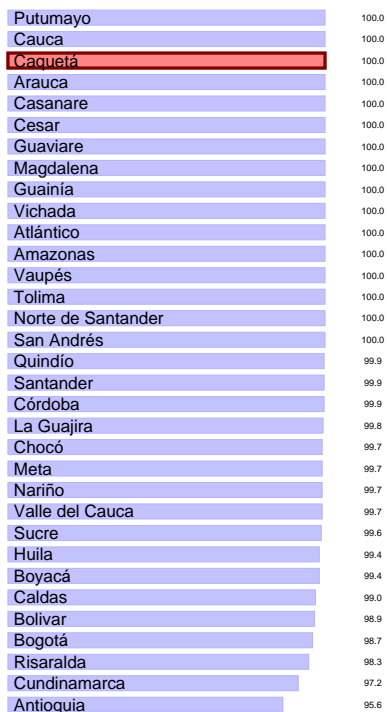 Putumayo 100.0
Cauca 100.0
Caquetá 100.0
Arauca 100.0
Casanare 100.0
Cesar 100.0
Guaviare 100.0
Magdalena 100.0
Guainía 100.0
Vichada 100.0
Atlántico 100.0
Amazonas 100.0
Vaupés 100.0
Tolima 100.0
Norte de Santander 100.0
San Andrés 100.0
Quindío 99.9
Santander 99.9
Córdoba 99.9
La Guajira 99.8
Chocó 99.7
Meta 99.7
Nariño 99.7
Valle del Cauca 99.7
Sucre 99.6
Huila 99.4
Boyacá 99.4
Caldas 99.0
Bolivar 98.9
Bogotá 98.7
Risaralda 98.3
Cundinamarca 97.2
Antioquia 95.6